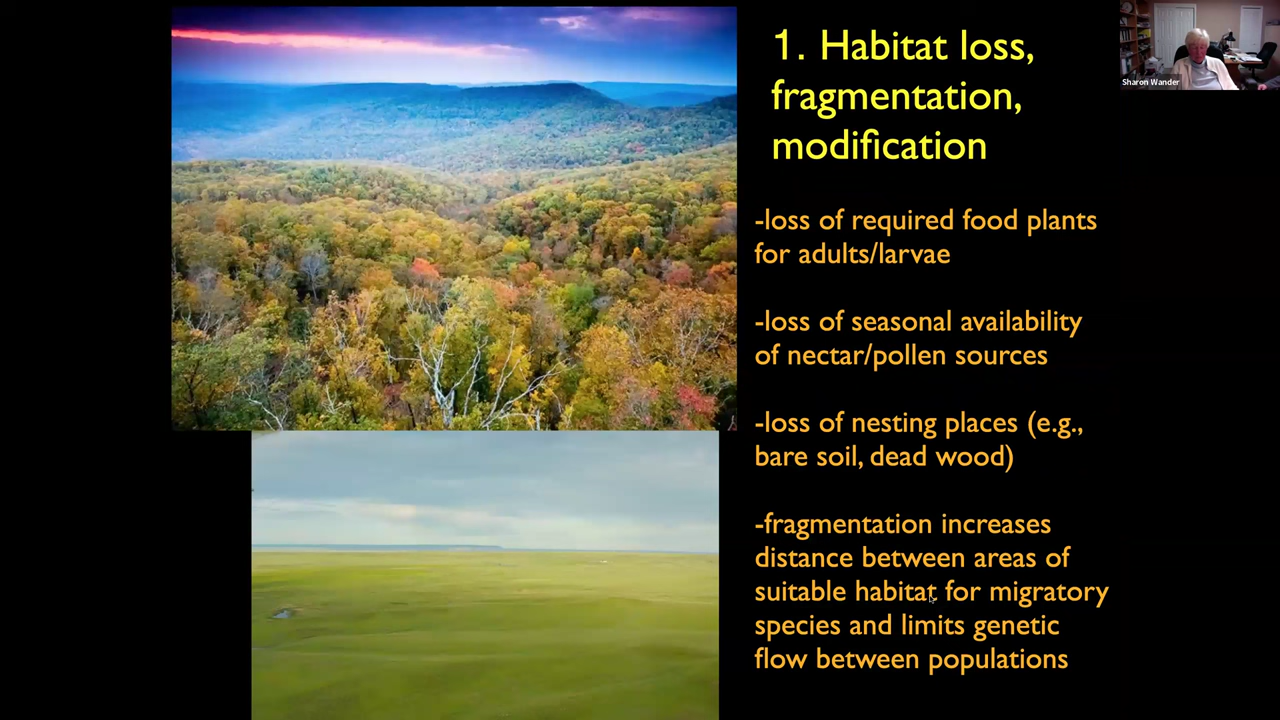 1. Habitat loss,
fragmentation,
modification
-loss of required food plants
for adults/larvae
-loss of seasonal availability
of nectar/pollen sources
-loss of nesting places (e.g.,
bare soil, dead wood)
-fragmentation increases
distance between areas of
suitable habitat for migratory
species and limits genetic
flow between populations
Sharon Wander